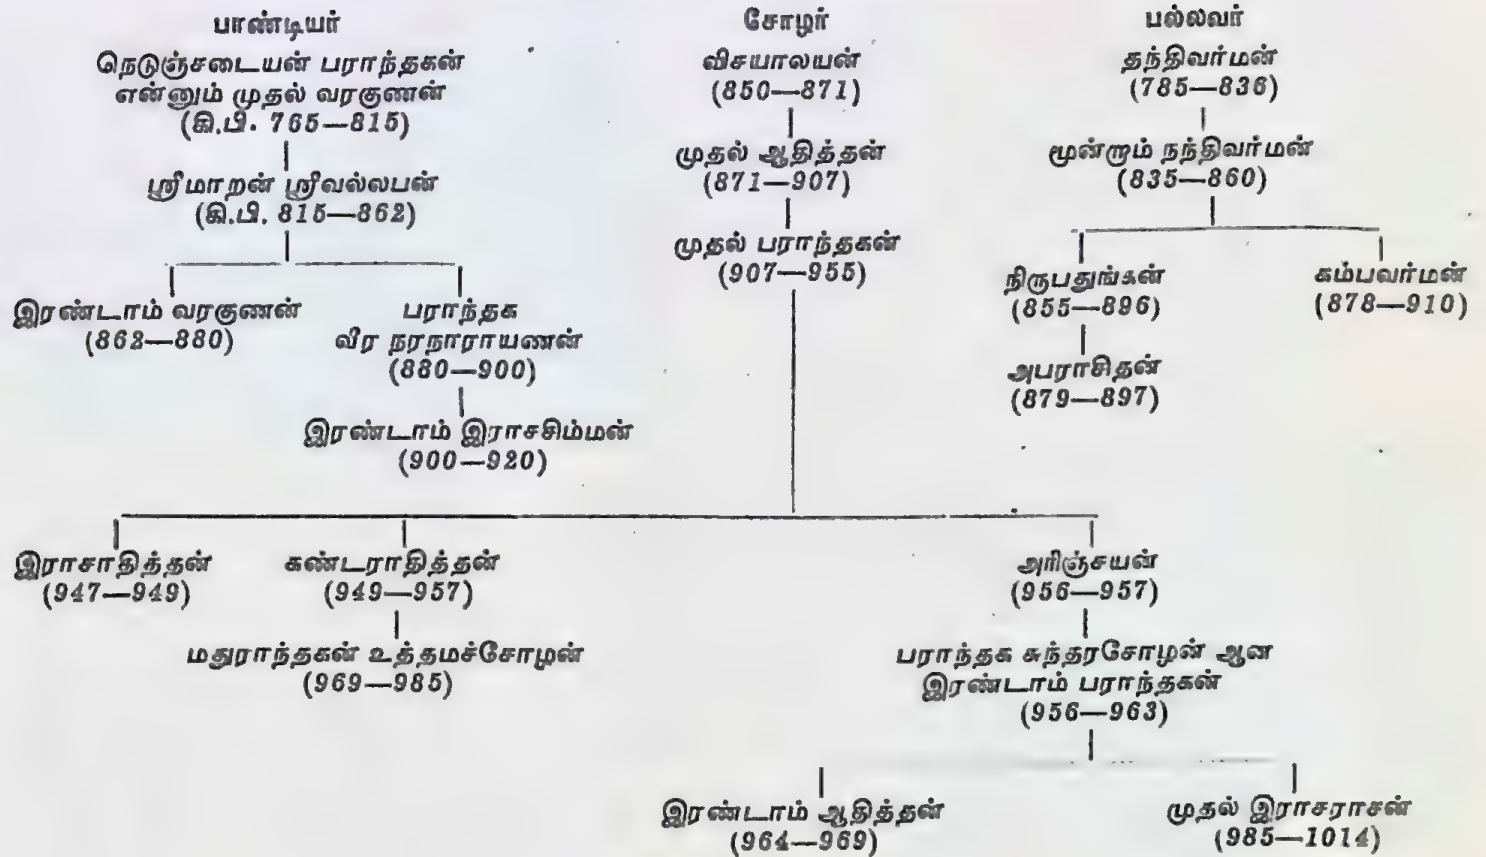 பாண்டியர்
நெடுஞ்சடையன் பராந்தகன்
என்னும் முதல் வரகுணன்
(கி.பி. 765—815)
ஸ்ரீமாறன் ஸ்ரீவல்லபன்
(கி.பி. 815—862)
இரண்டாம் வரகுணன்
(862—880)
பராந்தக
வீர நரநாராயணன்
(880—900)
இரண்டாம் இராசசிம்மன்
(900—920)
சோழர்
விசயாலயன்
(850—871)
முதல் ஆதித்தன்
(871—907)
முதல் பராந்தகன்
(907—955)
பல்லவர்
தந்திவர்மன்
(785—836)
மூன்றாம் நந்திவர்மன்
(835—860)
நிருபதுங்கன்
(855—896)
கம்பவர்மன்
(878—910)
அபராசிதன்
(879—897)
இராசாதித்தன்
(947—949)
கண்டராதித்தன்
(949—957)
மதுராந்தகன் உத்தமச்சோழன்
(969—985)
அரிஞ்சயன்
(956—957)
பராந்தக சுந்தரசோழன் ஆன
இரண்டாம் பராந்தகன்
(956—963)
இரண்டாம் ஆதித்தன்
(964—969)
முதல் இராசராசன்
(985—1014)